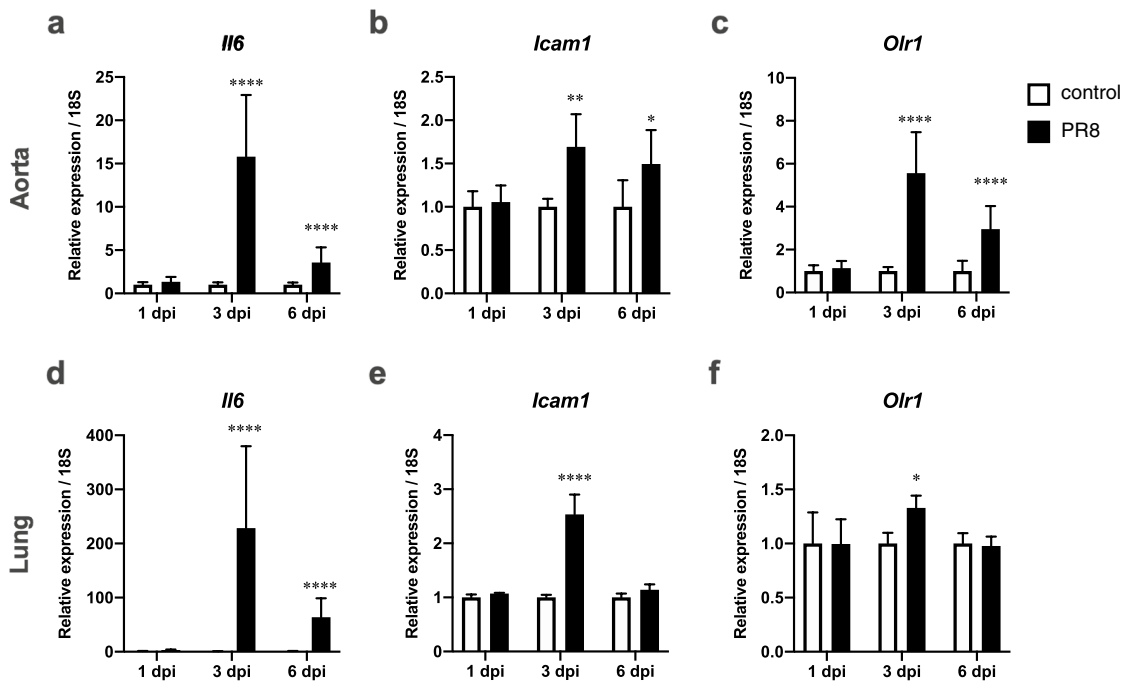 a
Il6
Relative expression / 18S
25
20
15
10
5
0
****
****
1 dpi 3 dpi 6 dpi
b
Icam1
Relative expression / 18S
2.5
2.0
1.5
1.0
0.5
0.0
**
*
1 dpi 3 dpi 6 dpi
c
Olr1
Relative expression / 18S
10
8
6
4
2
0
****
****
1 dpi 3 dpi 6 dpi
control
PR8
Aorta
d
Il6
Relative expression / 18S
400
300
200
100
0
****
****
1 dpi 3 dpi 6 dpi
e
Icam1
Relative expression / 18S
4
3
2
1
0
****
1 dpi 3 dpi 6 dpi
f
Olr1
Relative expression / 18S
2.0
1.5
1.0
0.5
0.0
*
1 dpi 3 dpi 6 dpi
Lung